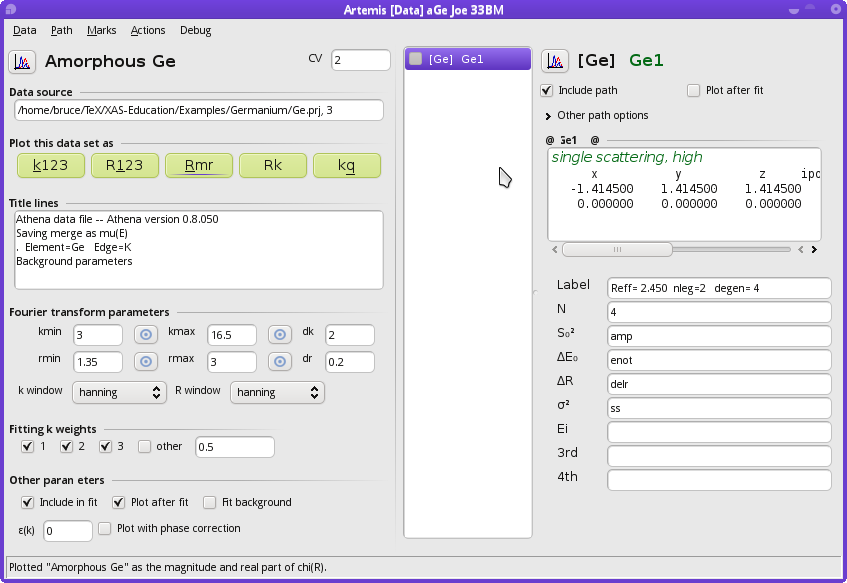 Artemis [Data] aGe Joe 33BM
Data Path Marks Actions Debug
Amorphous Ge
CV 2
Data source
/home/bruce/TeX/XAS-Education/Examples/Germanium/Ge.prj, 3
Plot this data set as
k123 R123 Rmr Rk kq
Title lines
Athena data file -- Athena version 0.8.050
Saving merge as mu(E)
. Element=Ge Edge=K
Background parameters
Fourier transform parameters
kmin 3 kmax 16.5 dk 2
rmin 1.35 rmax 3 dr 0.2
k window hanning R window hanning
Fitting k weights
1 2 3 other 0.5
Other param eters
Include in fit Plot after fit Fit background
ε(k) 0 Plot with phase correction
[Ge] Ge1
[Ge] Ge1
Include path Plot after fit
Other path options
@ Ge1 @
single scattering, high
x y z ipo
-1.414500 1.414500 1.414500
0.000000 0.000000 0.000000
Label Reff= 2.450 nleg=2 degen= 4
N 4
S₀² amp
ΔE₀ enot
ΔR delr
σ² ss
Ei
3rd
4th
Plotted "Amorphous Ge" as the magnitude and real part of chi(R).